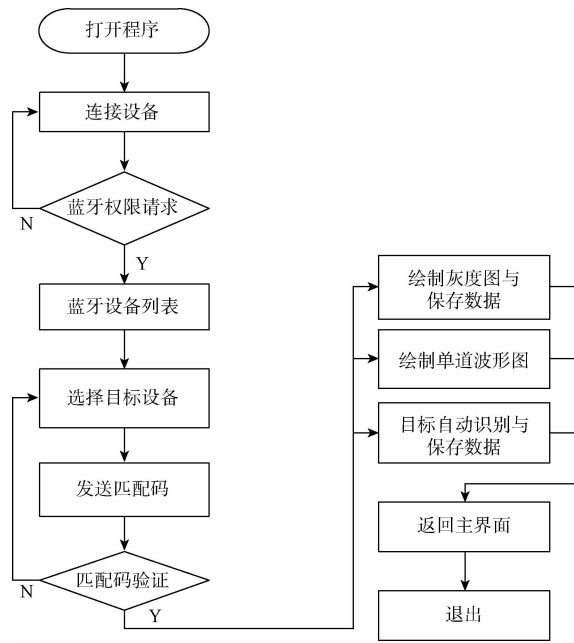 打开程序
连接设备
蓝牙权限请求
N
Y
蓝牙设备列表
选择目标设备
发送匹配码
匹配码验证
N
Y
绘制灰度图与
保存数据
绘制单道波形图
目标自动识别与
保存数据
返回主界面
退出